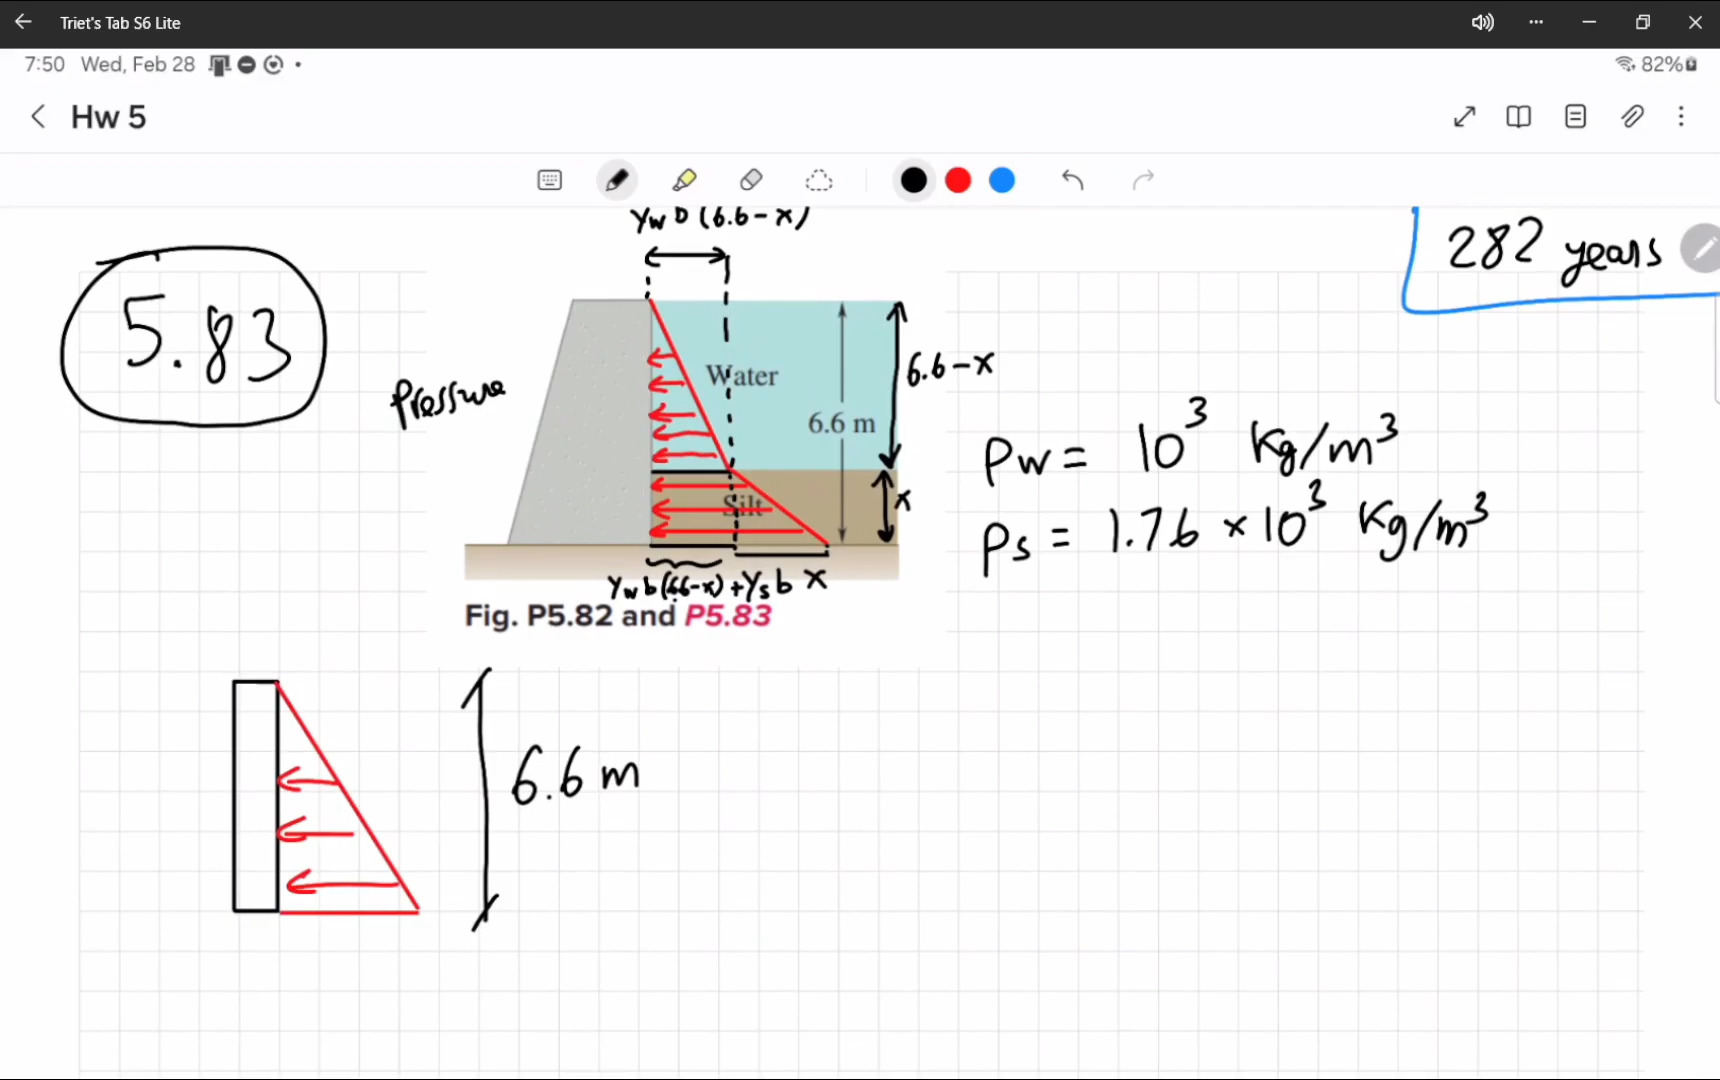 Triet's Tab S6 Lite
7:50 Wed, Feb 28
82%
Hw 5
γw b (6.6-x)
282 years
5.83
Pressure
Water
6.6 m
6.6-x
Silt
x
ρw = 10³ Kg/m³
ρs = 1.76 × 10³ Kg/m³
γw b (6.6-x) + γs b x
Fig. P5.82 and P5.83
6.6 m